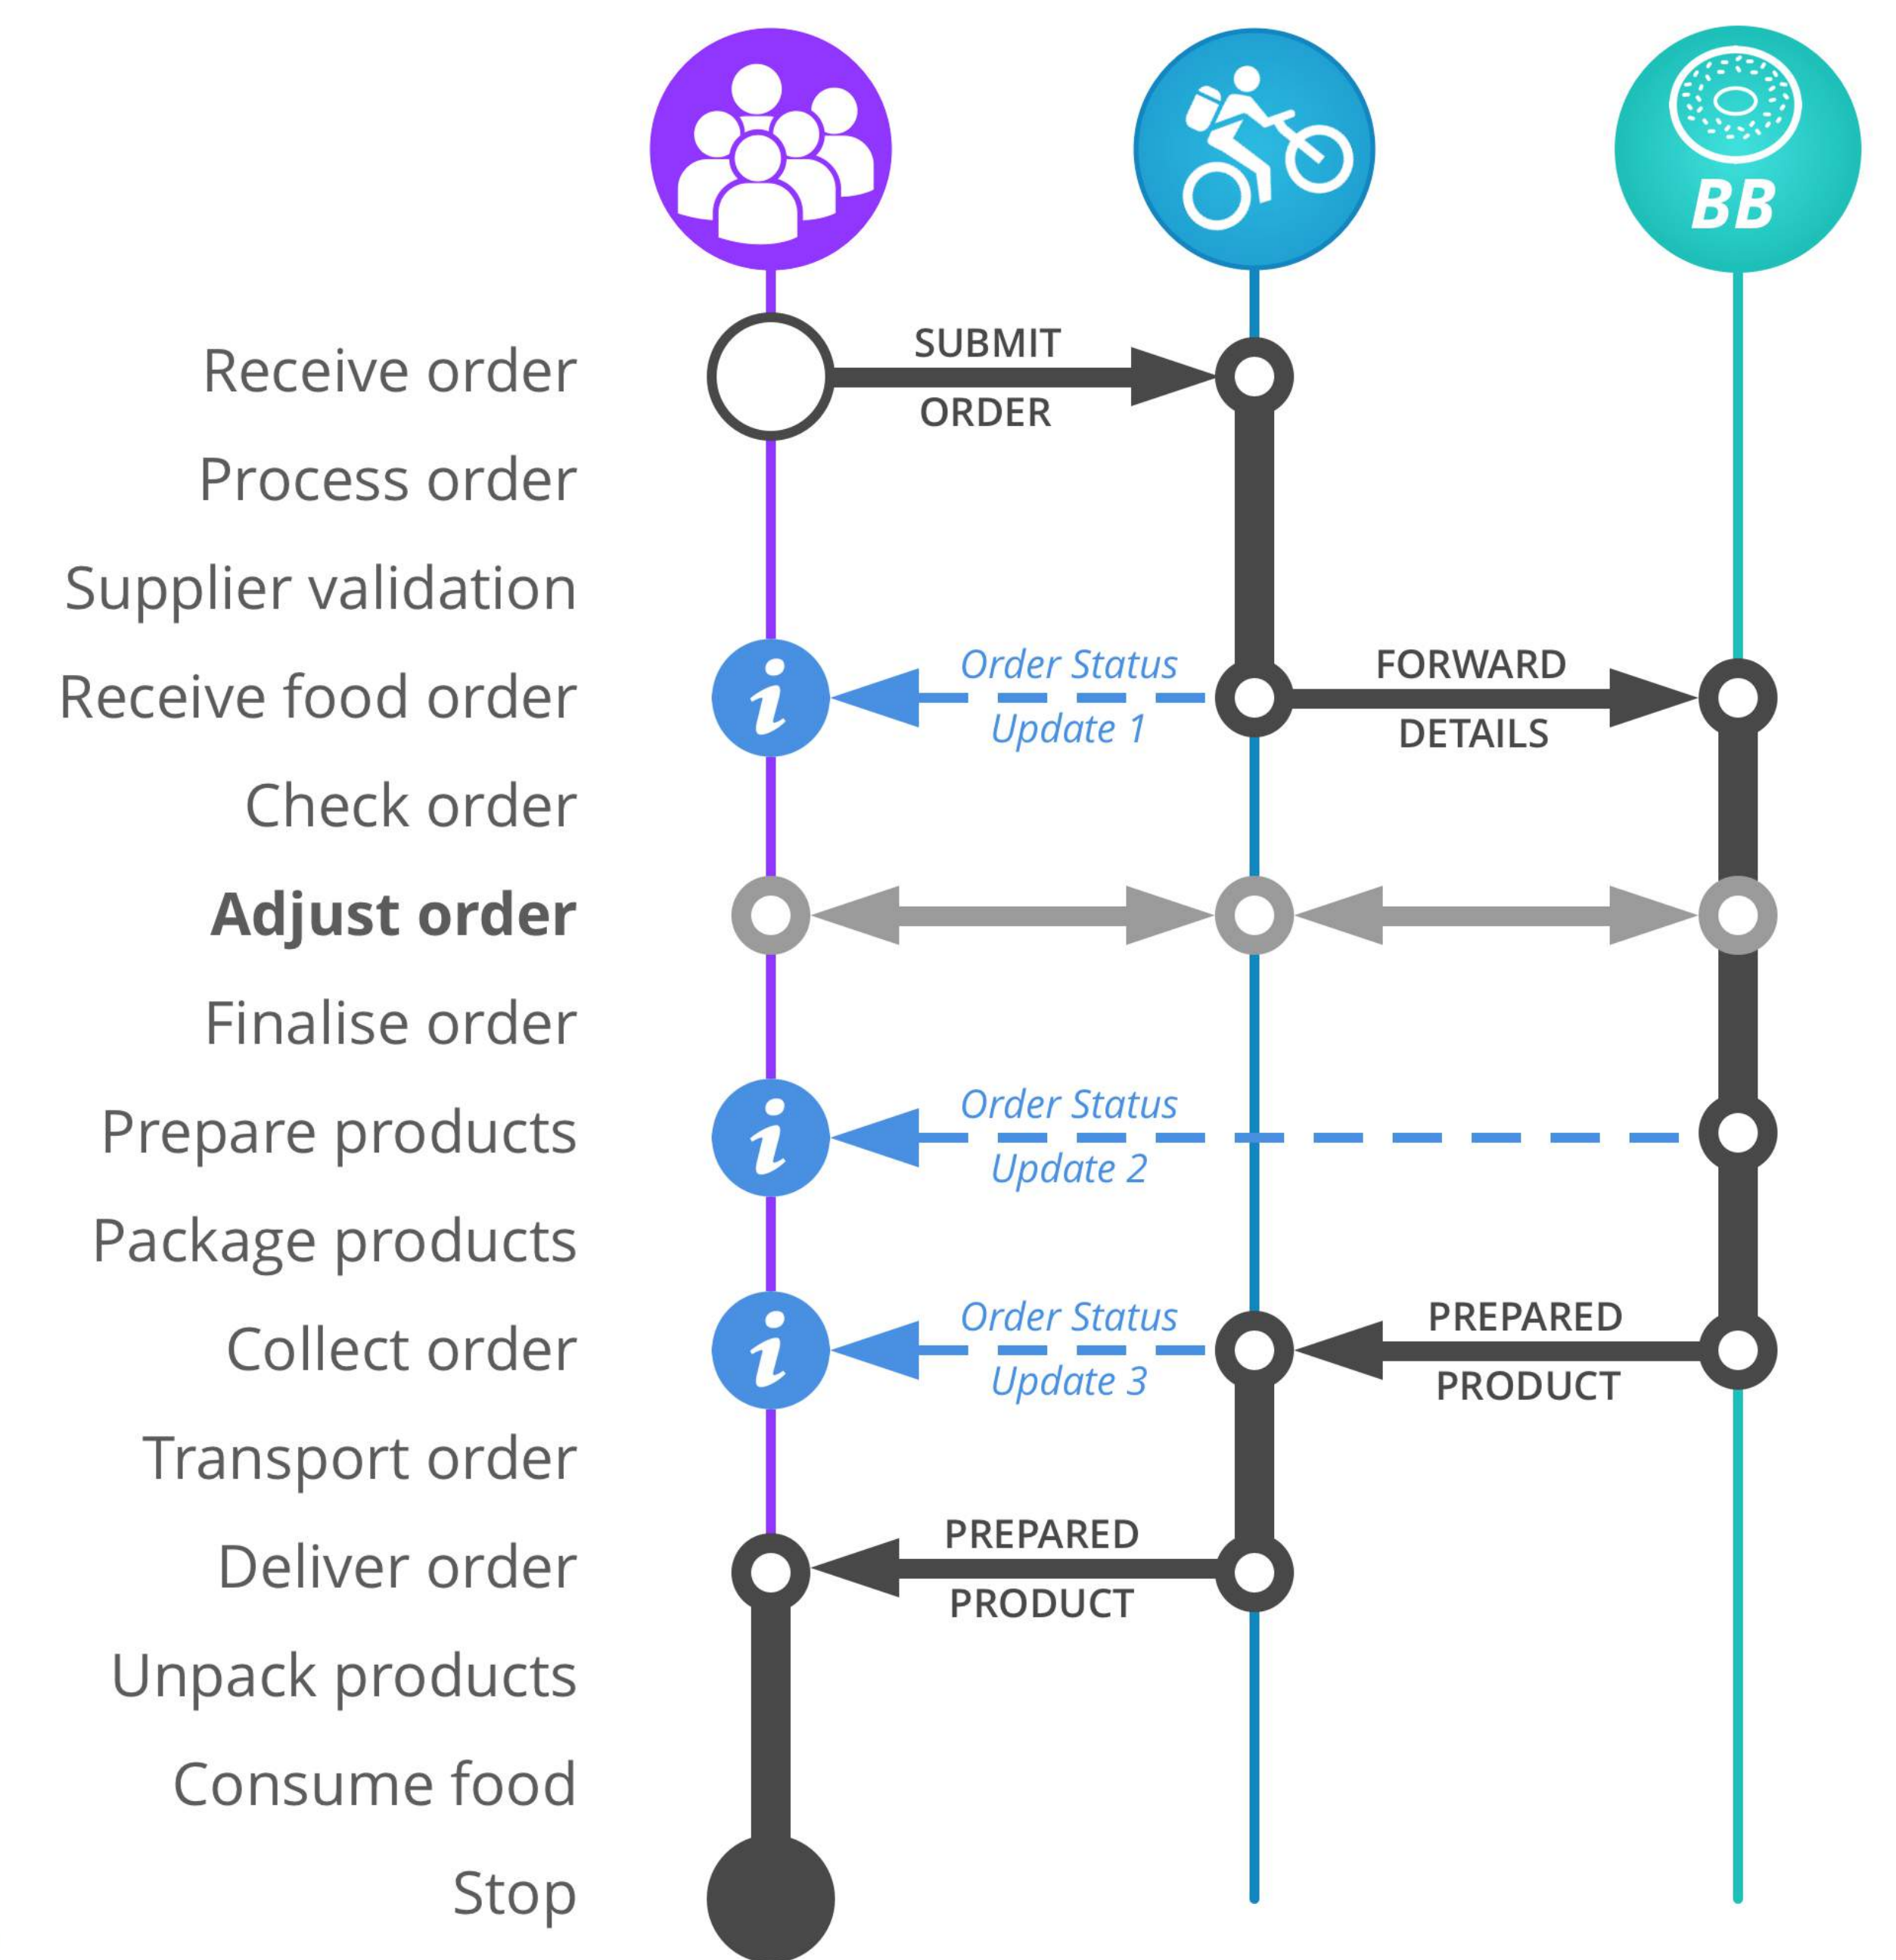 BB
Receive order
SUBMIT
ORDER
Process order
Supplier validation
Receive food order
Order Status
Update 1
FORWARD
DETAILS
Check order
Adjust order
Finalise order
Prepare products
Order Status
Update 2
Package products
Collect order
Order Status
Update 3
PREPARED
PRODUCT
Transport order
Deliver order
PREPARED
PRODUCT
Unpack products
Consume food
Stop